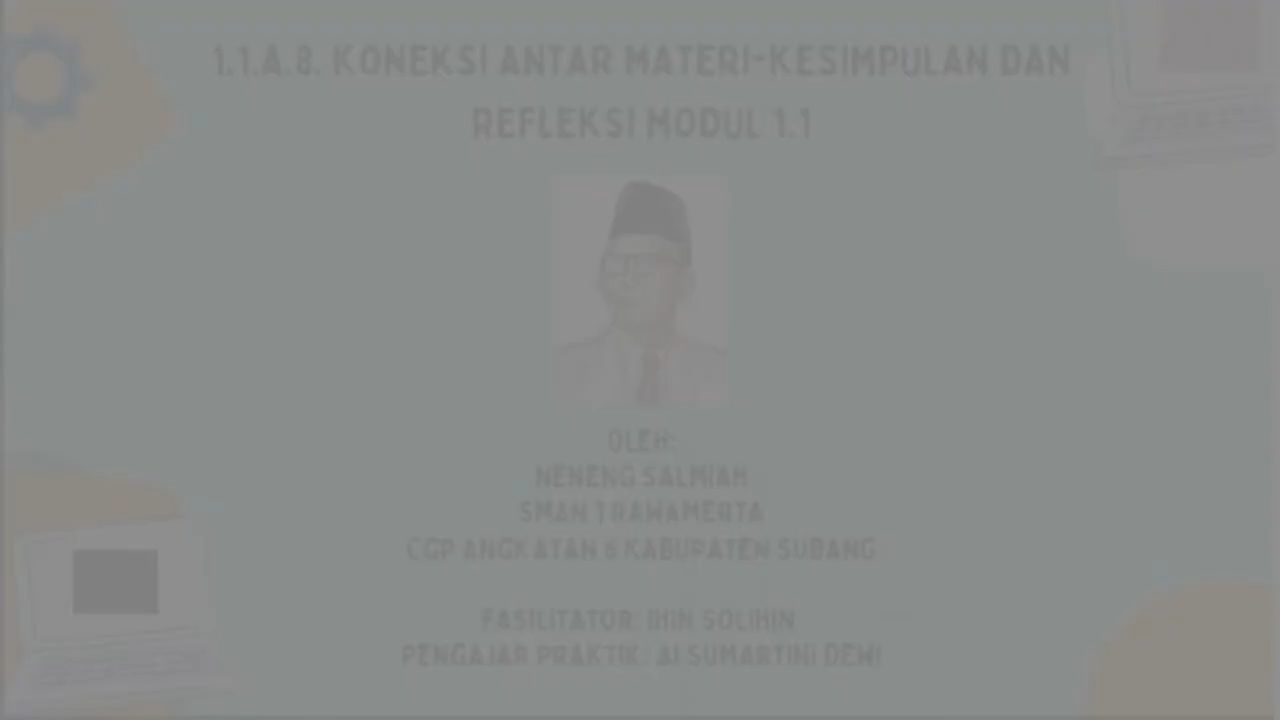 1.1.A.8. KONEKSI ANTAR MATERI-KESIMPULAN DAN
REFLEKSI MODUL 1.1
OLEH:
NENENG SALMIAH
SMAN 1 RAWAMERTA
CGP ANGKATAN 6 KABUPATEN SUBANG
FASILITATOR: IHIN SOLIHIN
PENGAJAR PRAKTIK: AI SUMARTINI DEWI